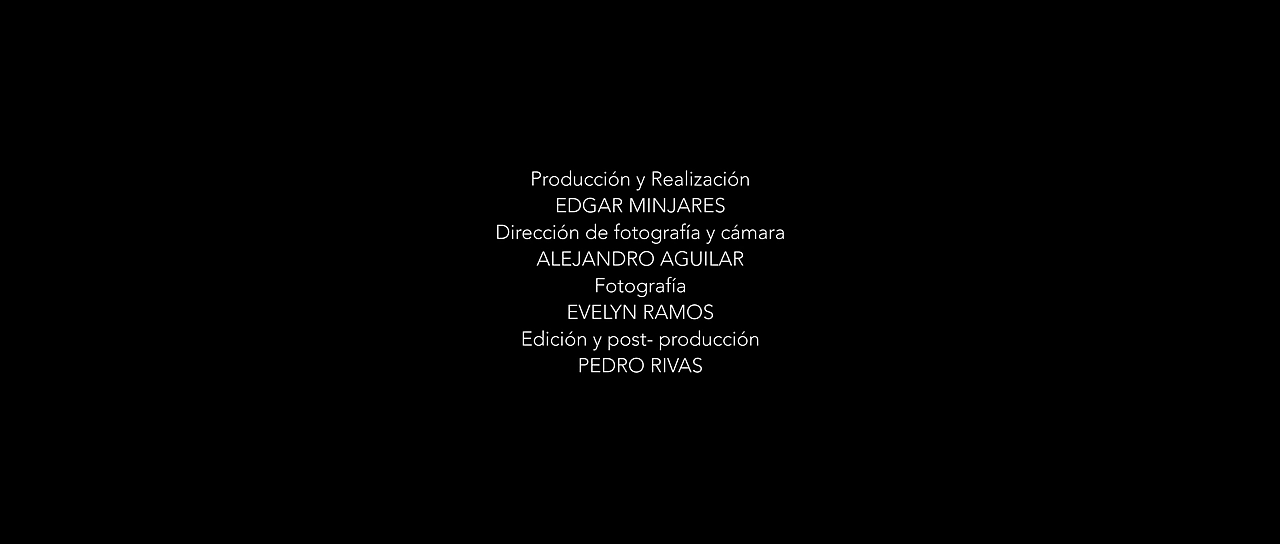 Producción y Realización
EDGAR MINJARES
Dirección de fotografía y cámara
ALEJANDRO AGUILAR
Fotografía
EVELYN RAMOS
Edición y post- producción
PEDRO RIVAS